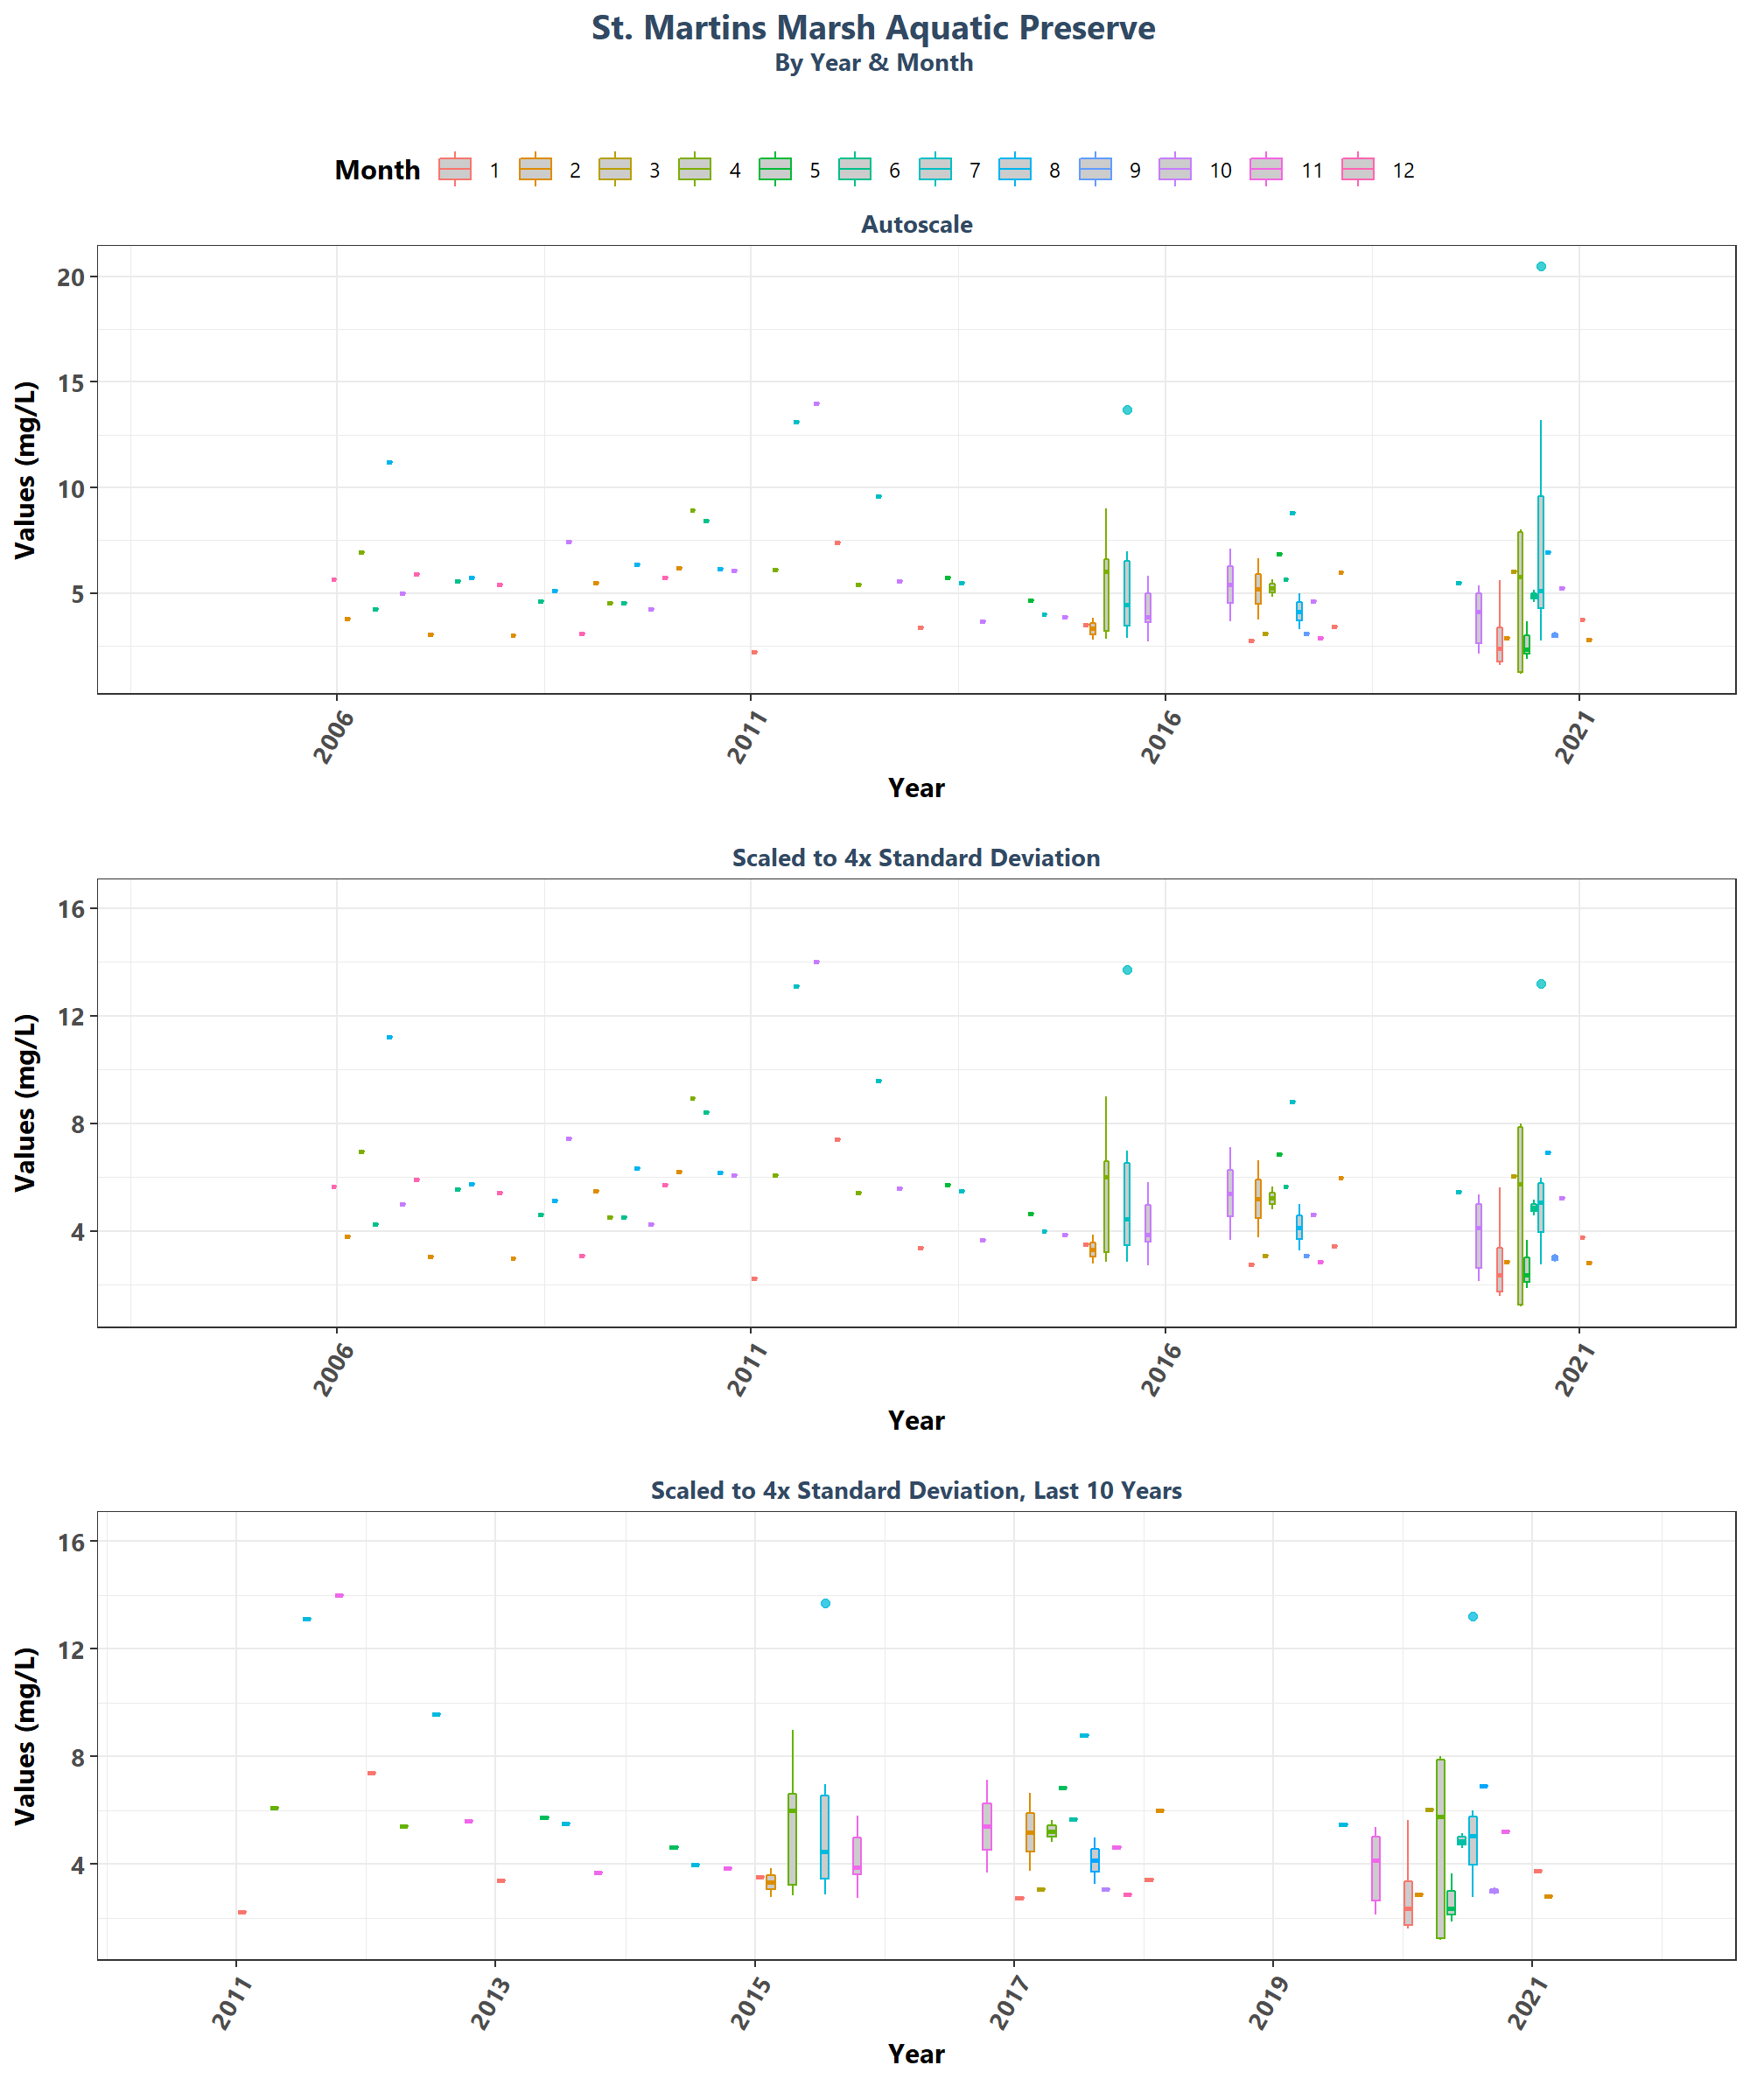 St. Martins Marsh Aquatic Preserve
By Year & Month
Month 1 2 3 4 5 6 7 8 9 10 11 12
Autoscale
Values (mg/L)
20
15
10
5
2006 2011 2016 2021
Year
Scaled to 4x Standard Deviation
Values (mg/L)
16
12
8
4
2006 2011 2016 2021
Year
Scaled to 4x Standard Deviation, Last 10 Years
Values (mg/L)
16
12
8
4
2011 2013 2015 2017 2019 2021
Year